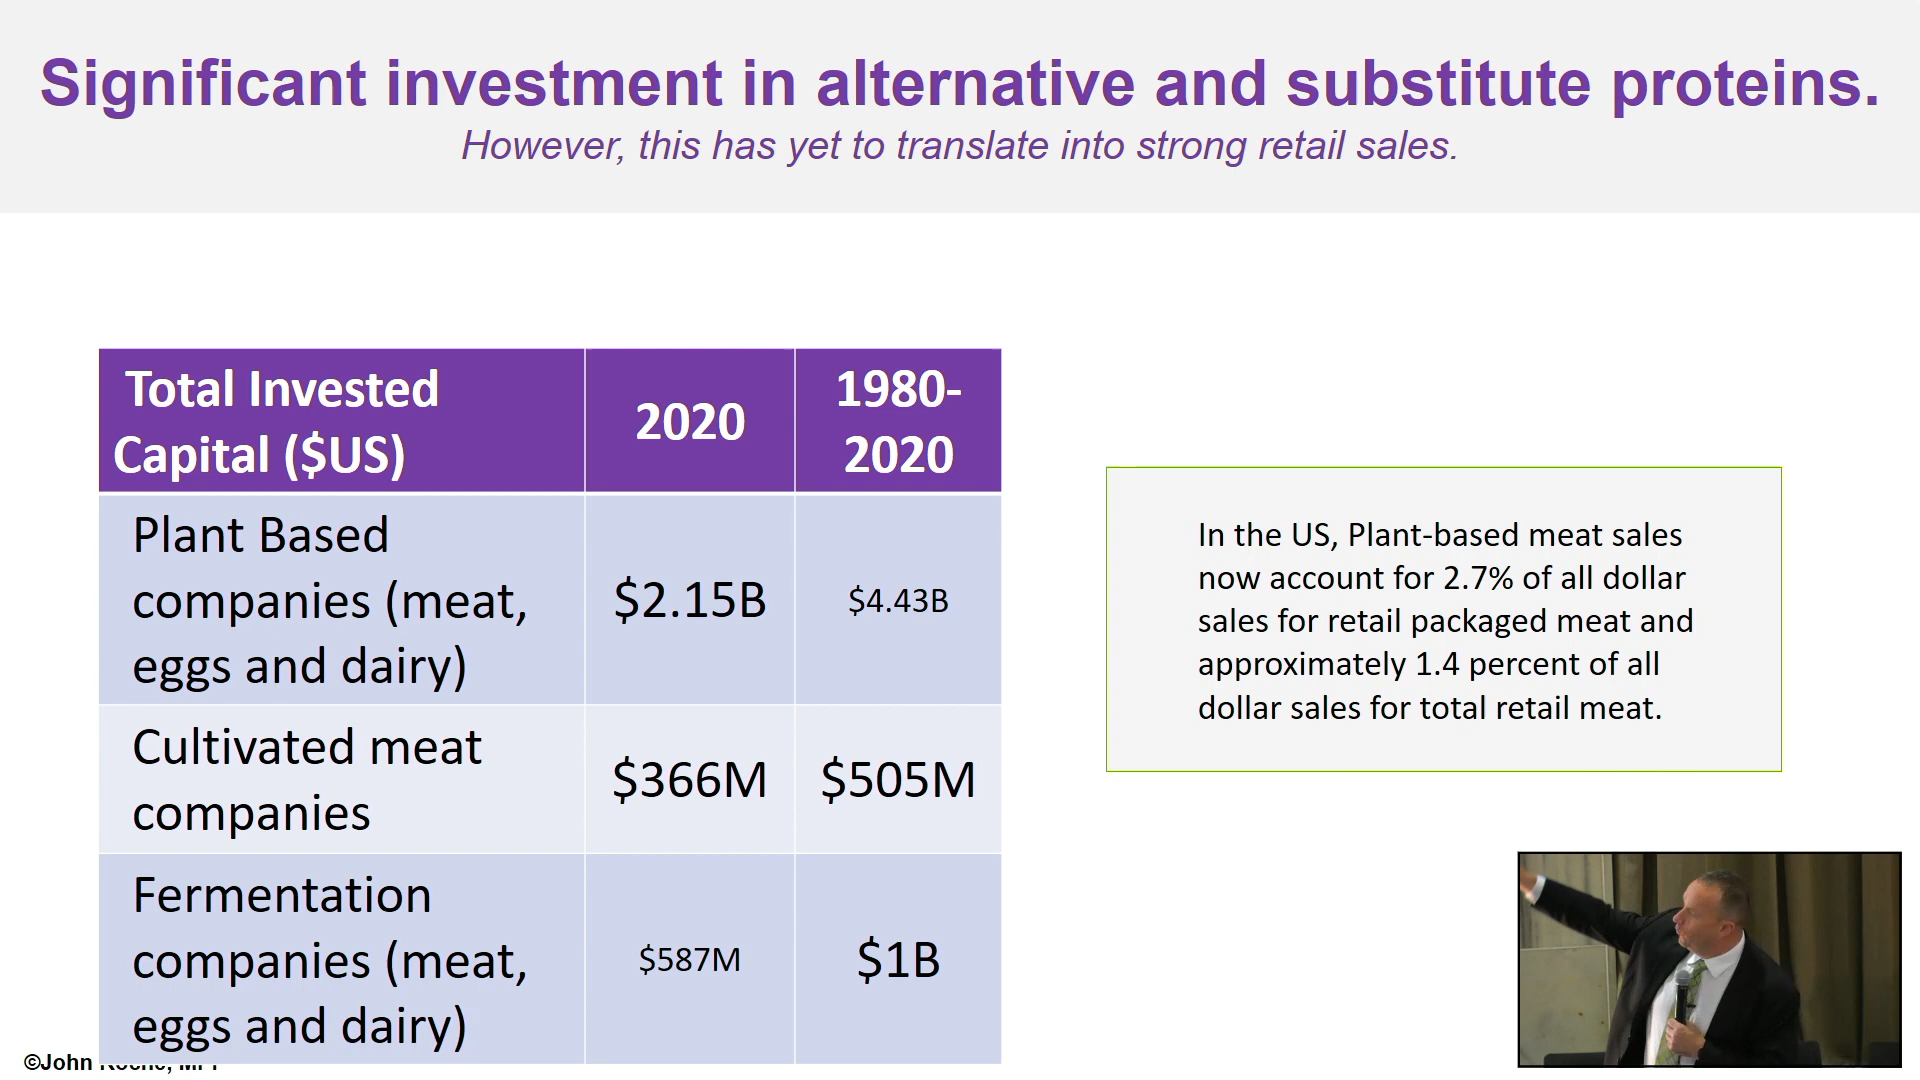 Significant investment in alternative and substitute proteins.
However, this has yet to translate into strong retail sales.
Total Invested
Capital ($US)
2020
1980-
2020
Plant Based
companies (meat,
eggs and dairy)
$2.15B
$4.43B
Cultivated meat
companies
$366M
$505M
Fermentation
companies (meat,
eggs and dairy)
$587M
$1B
In the US, Plant-based meat sales
now account for 2.7% of all dollar
sales for retail packaged meat and
approximately 1.4 percent of all
dollar sales for total retail meat.
©John